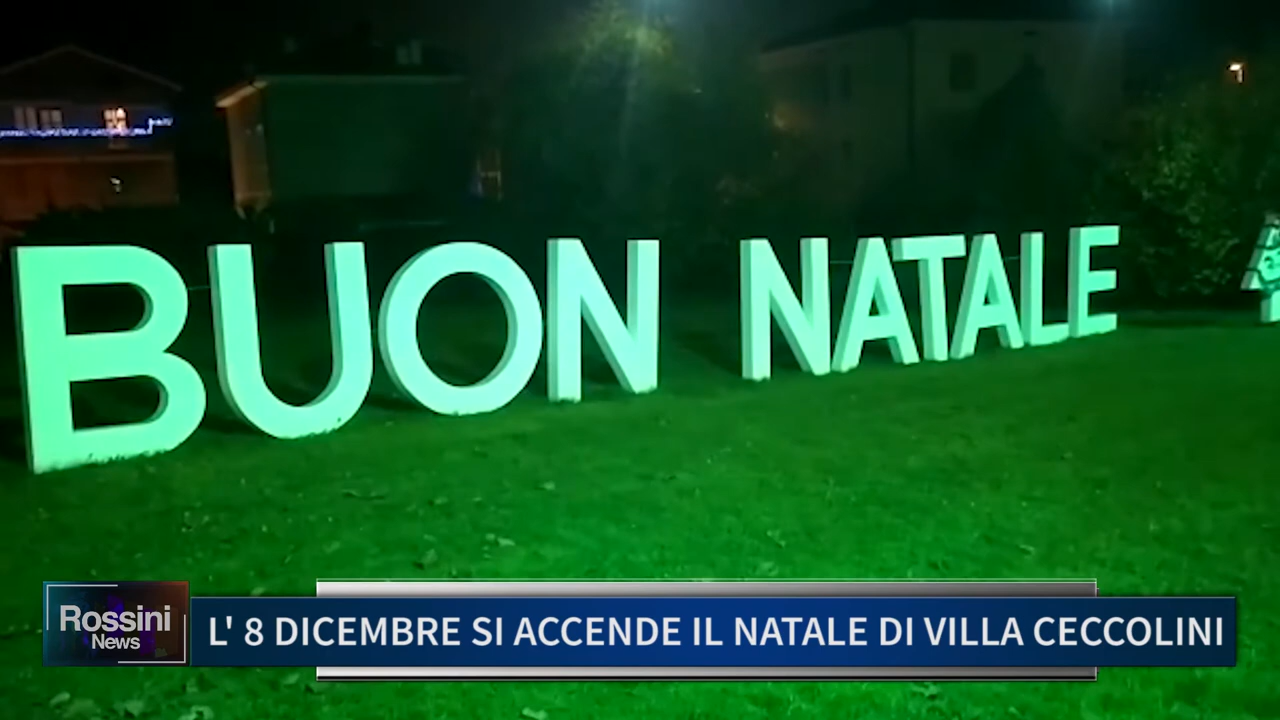 BUON NATALE
Rossini
News
L' 8 DICEMBRE SI ACCENDE IL NATALE DI VILLA CECCOLINI